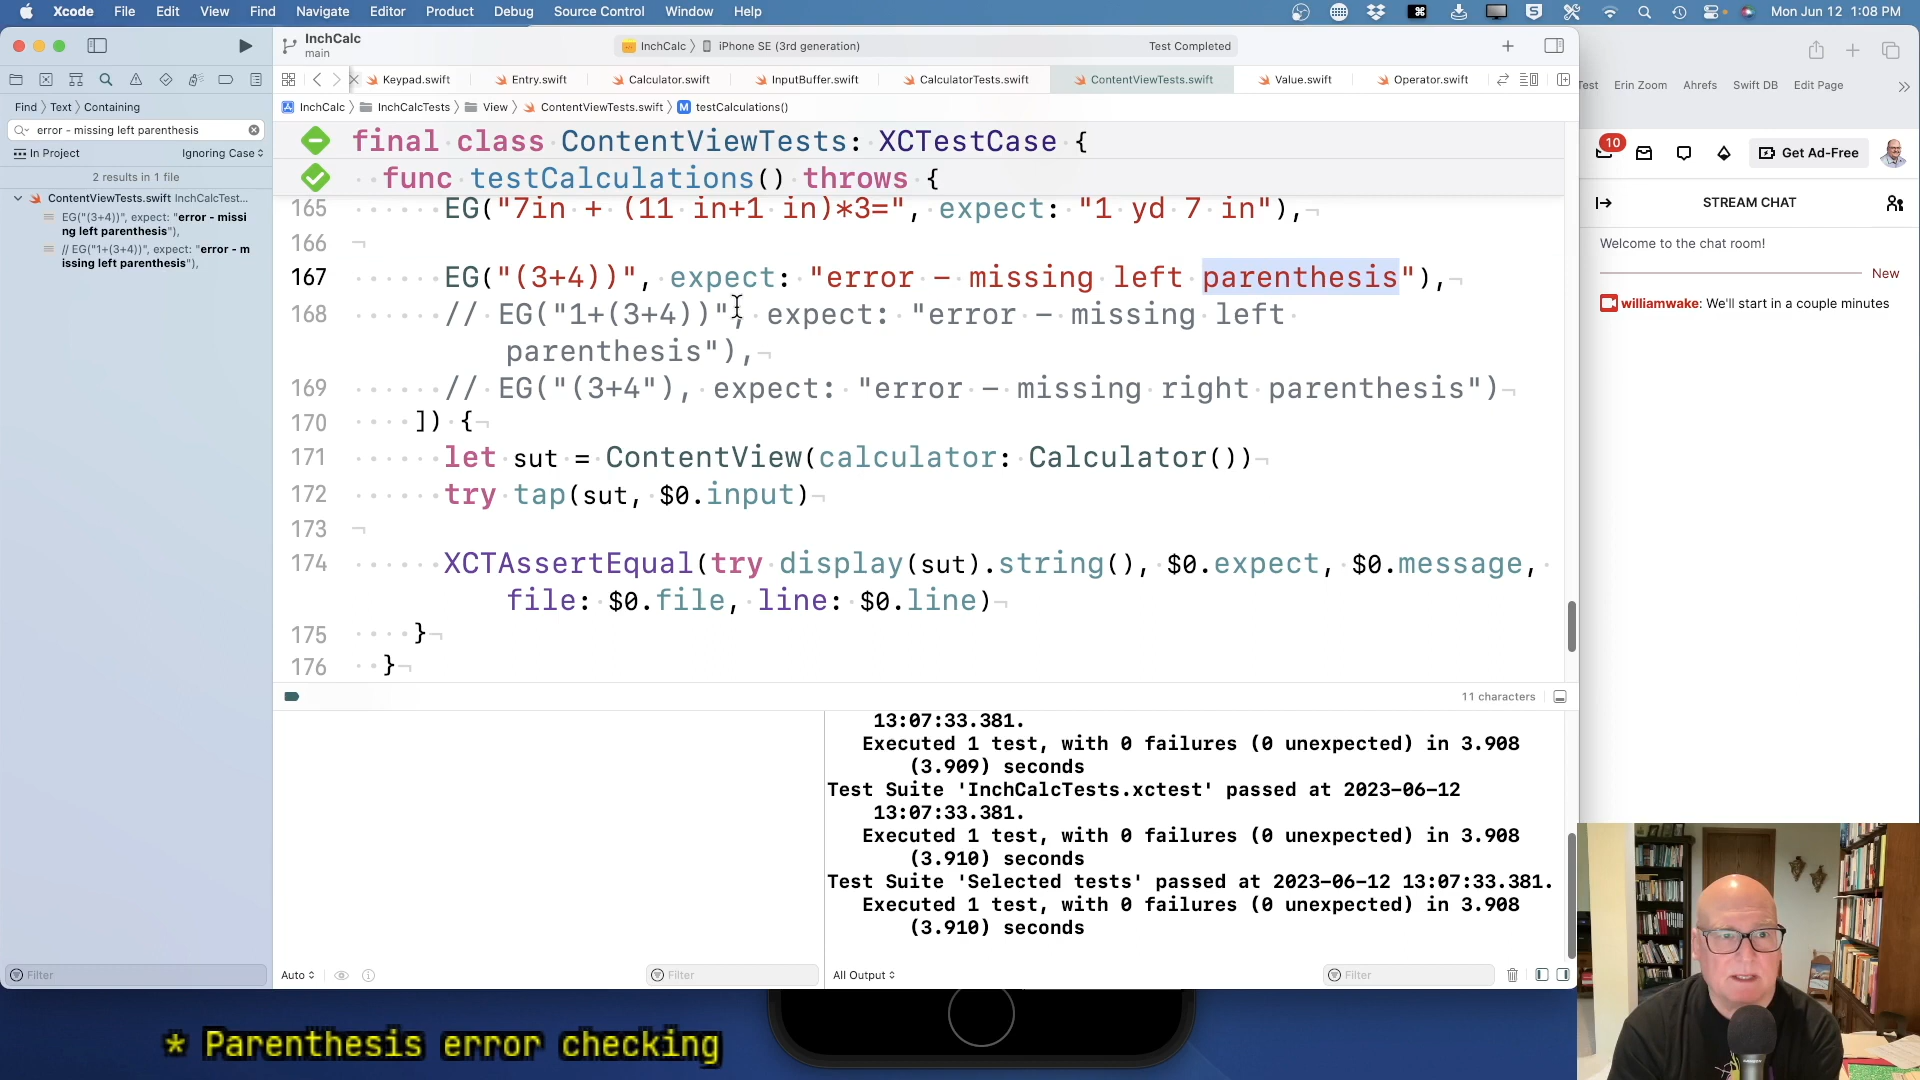 Xcode File Edit View Find Navigate Editor Product Debug Source Control Window Help Mon Jun 12 1:08 PM
InchCalc
main
InchCalc 〉 iPhone SE (3rd generation) Test Completed
Keypad.swift Entry.swift Calculator.swift InputBuffer.swift CalculatorTests.swift ContentViewTests.swift Value.swift Operator.swift
InchCalc 〉 InchCalcTests 〉 View 〉 ContentViewTests.swift 〉 M testCalculations()
Find 〉 Text 〉 Containing
error - missing left parenthesis
In Project Ignoring Case
2 results in 1 file
ContentViewTests.swift InchCalcTest...
EG("(3+4))", expect: "error - missi
ng left parenthesis"),
// EG("1+(3+4))", expect: "error - m
issing left parenthesis"),
Filter
final class ContentViewTests: XCTestCase {
func testCalculations() throws {
165 EG("7in + (11 in+1 in)*3=", expect: "1 yd 7 in"),
166
167 EG("(3+4))", expect: "error - missing left parenthesis"),
168 // EG("1+(3+4))", expect: "error - missing left
parenthesis"),
169 // EG("(3+4"), expect: "error - missing right parenthesis")
170 ]) {
171 let sut = ContentView(calculator: Calculator())
172 try tap(sut, $0.input)
173
174 XCTAssertEqual(try display(sut).string(), $0.expect, $0.message,
file: $0.file, line: $0.line)
175 }
176 }
11 characters
13:07:33.381.
Executed 1 test, with 0 failures (0 unexpected) in 3.908
(3.909) seconds
Test Suite 'InchCalcTests.xctest' passed at 2023-06-12
13:07:33.381.
Executed 1 test, with 0 failures (0 unexpected) in 3.908
(3.910) seconds
Test Suite 'Selected tests' passed at 2023-06-12 13:07:33.381.
Executed 1 test, with 0 failures (0 unexpected) in 3.908
(3.910) seconds
Auto Filter All Output Filter
Test Erin Zoom Ahrefs Swift DB Edit Page
10 Get Ad-Free
STREAM CHAT
Welcome to the chat room!
New
williamwake: We'll start in a couple minutes
* Parenthesis error checking